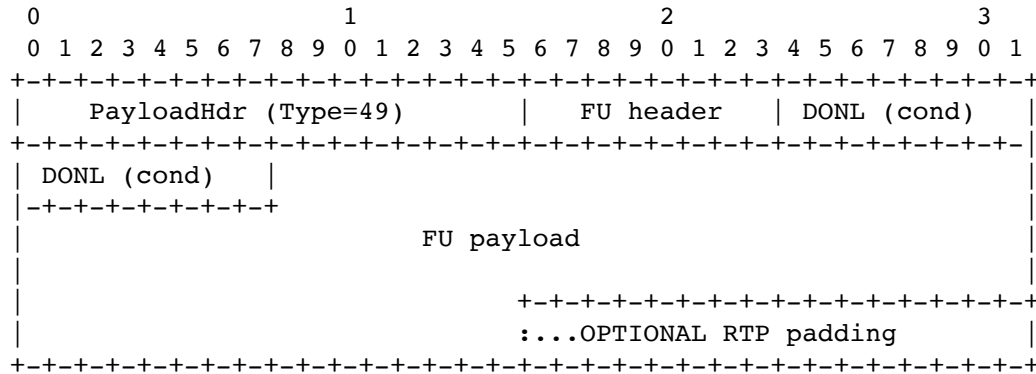 0                   1                   2                   3
 0 1 2 3 4 5 6 7 8 9 0 1 2 3 4 5 6 7 8 9 0 1 2 3 4 5 6 7 8 9 0 1
+-+-+-+-+-+-+-+-+-+-+-+-+-+-+-+-+-+-+-+-+-+-+-+-+-+-+-+-+-+-+-+-+
|    PayloadHdr (Type=49)       |   FU header   | DONL (cond)   |
+-+-+-+-+-+-+-+-+-+-+-+-+-+-+-+-+-+-+-+-+-+-+-+-+-+-+-+-+-+-+-+-|
| DONL (cond)   |                                               |
|-+-+-+-+-+-+-+-+                                               |
|                         FU payload                            |
|                                                               |
|                               +-+-+-+-+-+-+-+-+-+-+-+-+-+-+-+-+
|                               :...OPTIONAL RTP padding        |
+-+-+-+-+-+-+-+-+-+-+-+-+-+-+-+-+-+-+-+-+-+-+-+-+-+-+-+-+-+-+-+-+